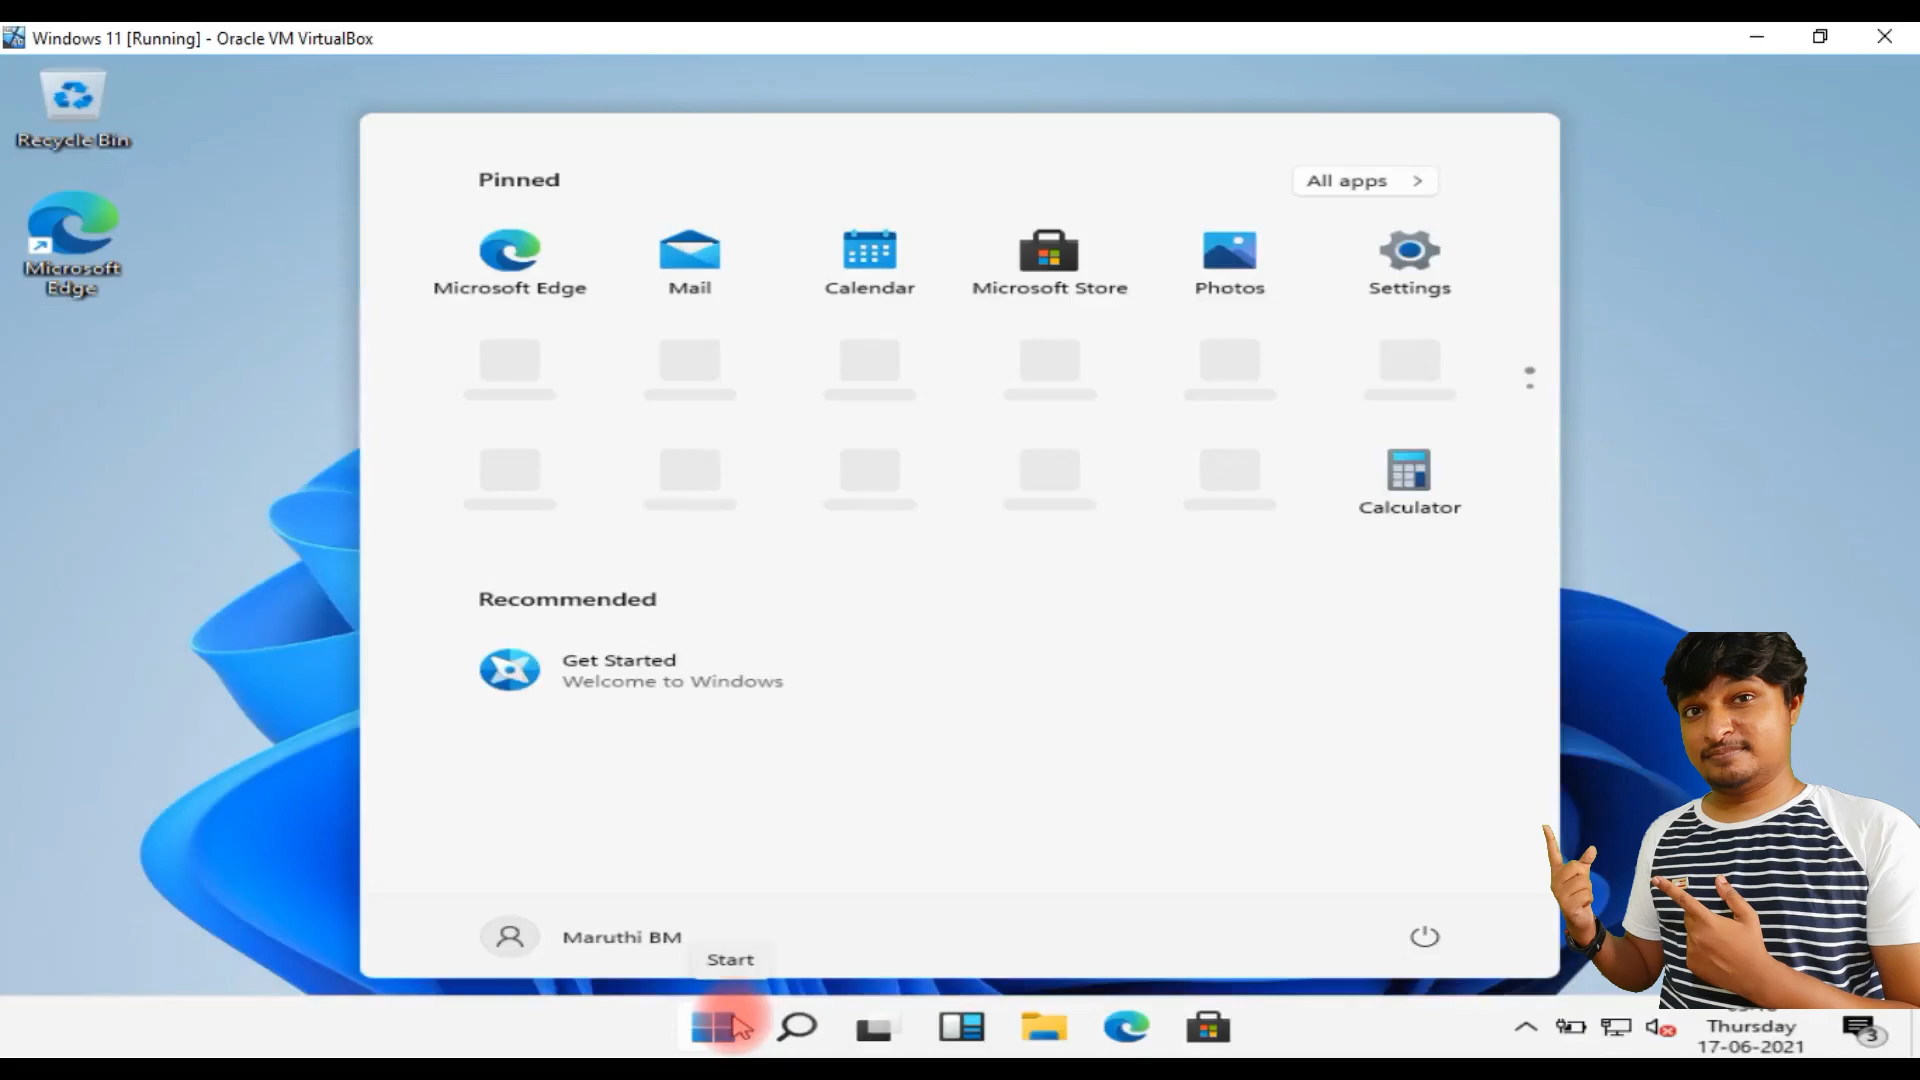 Windows 11 [Running] - Oracle VM VirtualBox
Recycle Bin
Microsoft
Edge
Pinned
All apps
Microsoft Edge
Mail
Calendar
Microsoft Store
Photos
Settings
Calculator
Recommended
Get Started
Welcome to Windows
Maruthi BM
Start
Thursday
17-06-2021
3